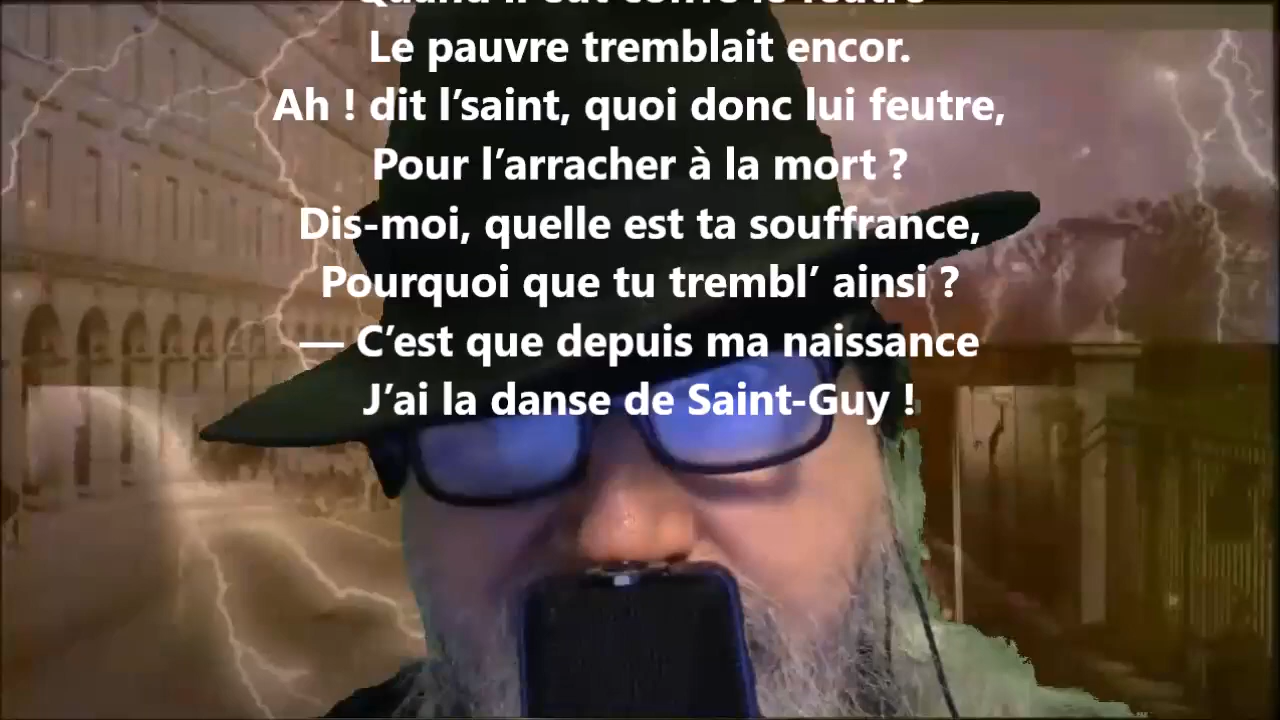 Le pauvre tremblait encor.
Ah ! dit l’saint, quoi donc lui feutre,
Pour l’arracher à la mort ?
Dis-moi, quelle est ta souffrance,
Pourquoi que tu trembl’ ainsi ?
— C’est que depuis ma naissance
J’ai la danse de Saint-Guy !